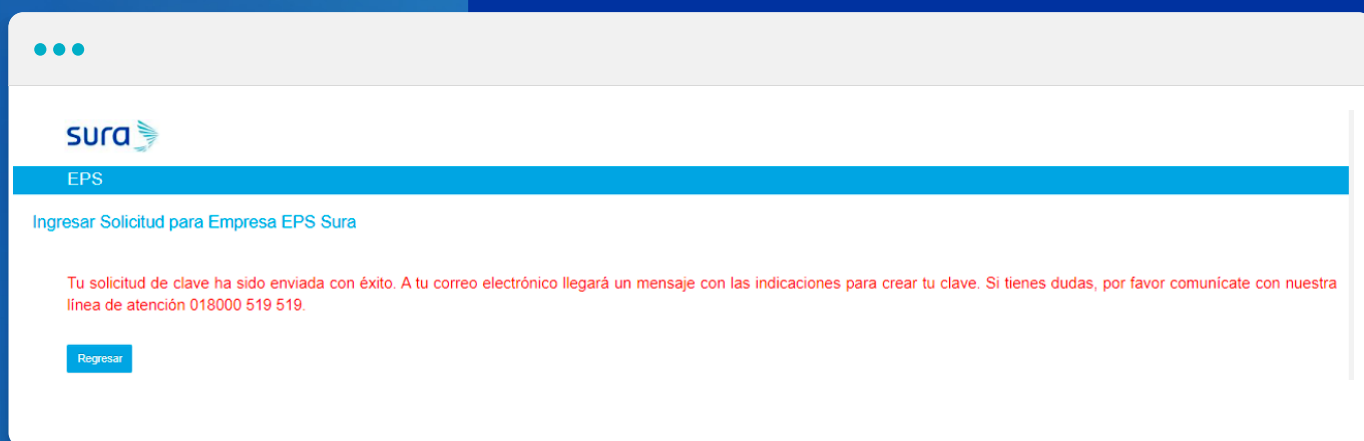 sura
EPS
Ingresar Solicitud para Empresa EPS Sura
Tu solicitud de clave ha sido enviada con éxito. A tu correo electrónico llegará un mensaje con las indicaciones para crear tu clave. Si tienes dudas, por favor comunícate con nuestra
línea de atención 018000 519 519.
Regresar